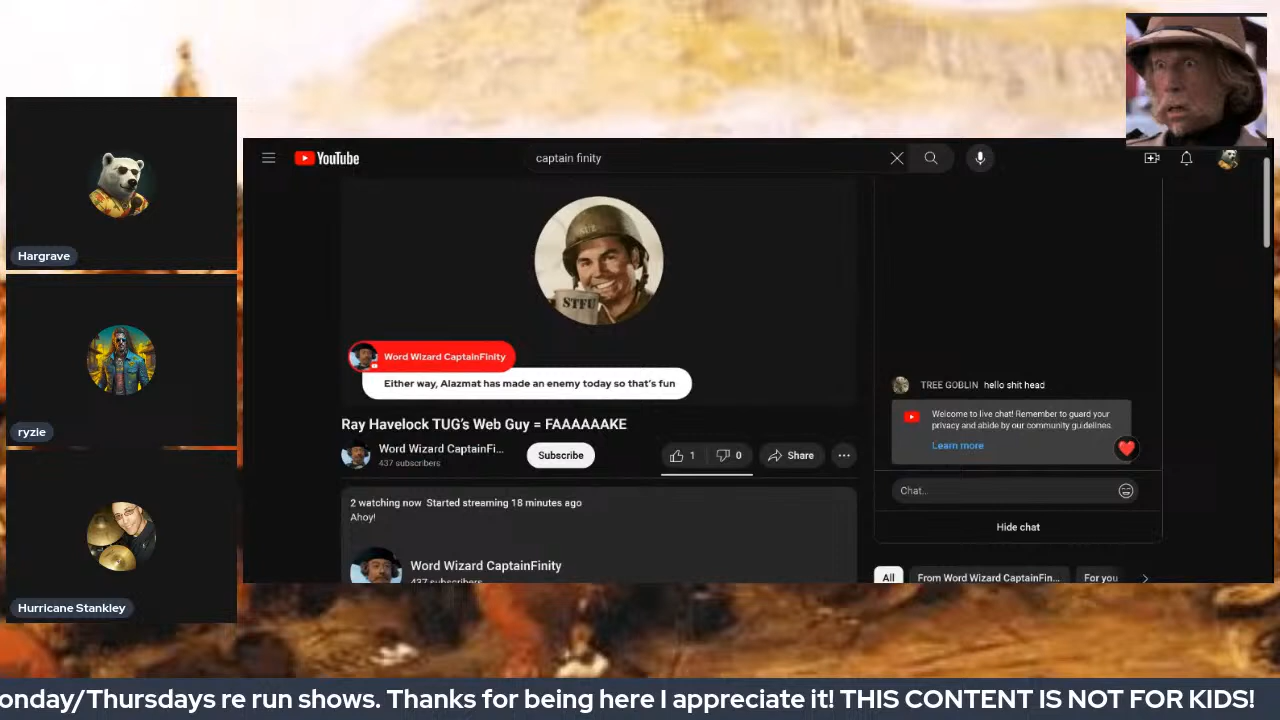 YouTube
captain finity
Hargrave
ryzie
Hurricane Stankley
STFU
Word Wizard CaptainFinity
Either way, Alazmat has made an enemy today so that's fun
Ray Havelock TUG's Web Guy = FAAAAAKE
Word Wizard CaptainFi...
437 subscribers
Subscribe
1
0
Share
2 watching now Started streaming 18 minutes ago
Ahoy!
Word Wizard CaptainFinity
437 subscribers
TREE GOBLIN hello shit head
Welcome to live chat! Remember to guard your
privacy and abide by our community guidelines.
Learn more
Chat...
Hide chat
All
From Word Wizard CaptainFin...
For you
onday/Thursdays re run shows. Thanks for being here I appreciate it! THIS CONTENT IS NOT FOR KIDS!